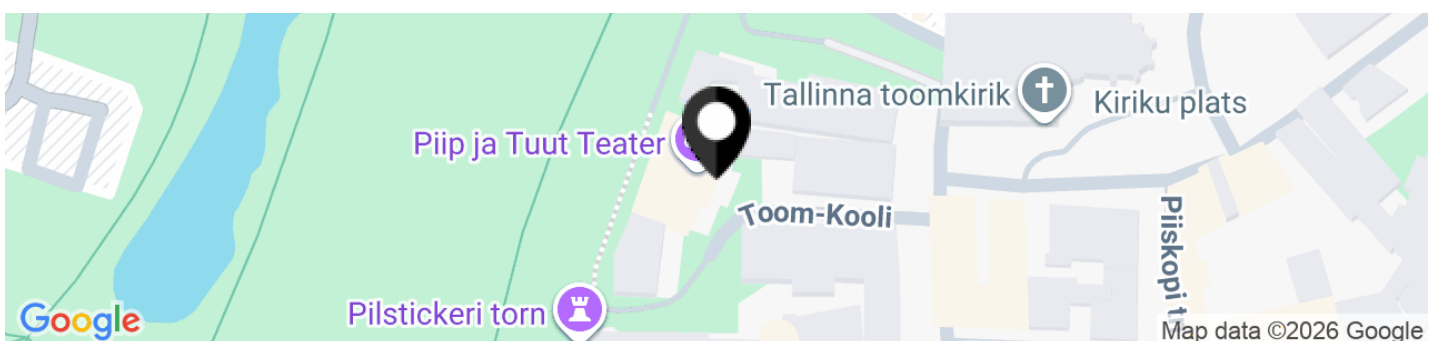 Tallinna toomkirik
Kiriku plats
Piip ja Tuut Teater
Toom-Kooli
Piiskopi t
Pilstickeri torn
Google
Map data ©2026 Google